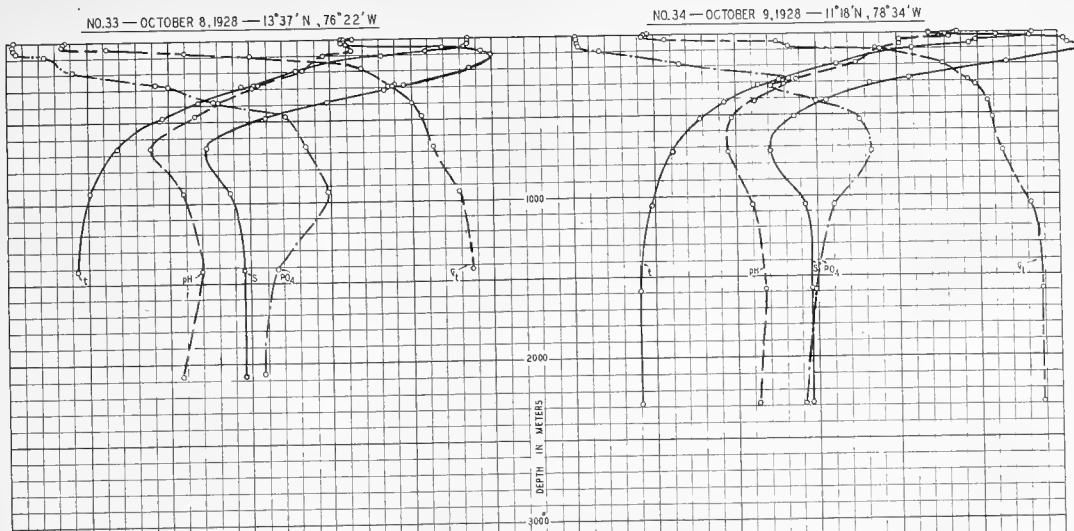 NO.33 — OCTOBER 8, 1928 — 13°37'N, 76°22'W
NO.34 — OCTOBER 9, 1928 — 11°18'N, 78°34'W
1000
t
pH
S
PO4
σt
t
pH
S
PO4
σt
2000
DEPTH IN METERS
3000